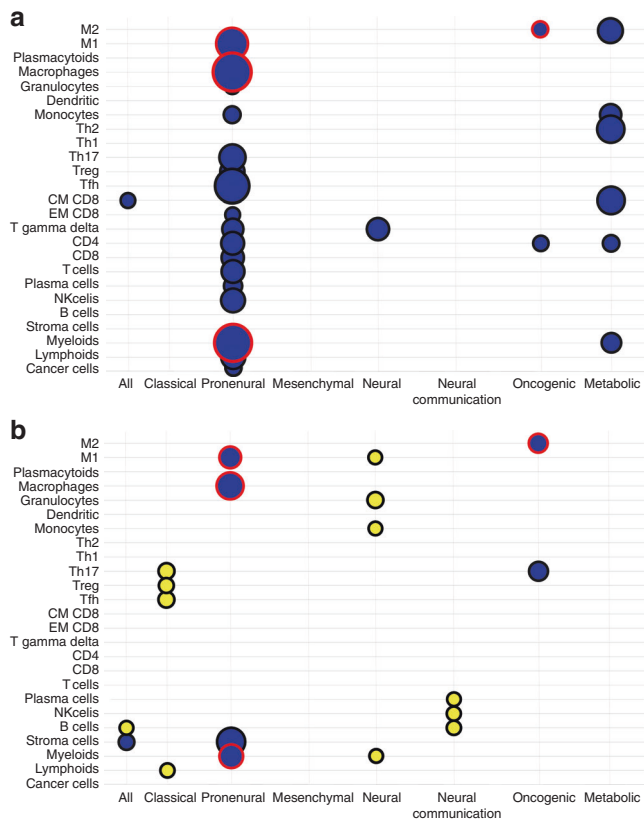 a
M2
M1
Plasmacytoids
Macrophages
Granulocytes
Dendritic
Monocytes
Th2
Th1
Th17
Treg
Tfh
CM CD8
EM CD8
T gamma delta
CD4
CD8
T cells
Plasma cells
NKcelis
B cells
Stroma cells
Myeloids
Lymphoids
Cancer cells
All Classical Pronenural Mesenchymal Neural Neural Oncogenic Metabolic
communication
b
M2
M1
Plasmacytoids
Macrophages
Granulocytes
Dendritic
Monocytes
Th2
Th1
Th17
Treg
Tfh
CM CD8
EM CD8
T gamma delta
CD4
CD8
T cells
Plasma cells
NKcelis
B cells
Stroma cells
Myeloids
Lymphoids
Cancer cells
All Classical Pronenural Mesenchymal Neural Neural Oncogenic Metabolic
communication